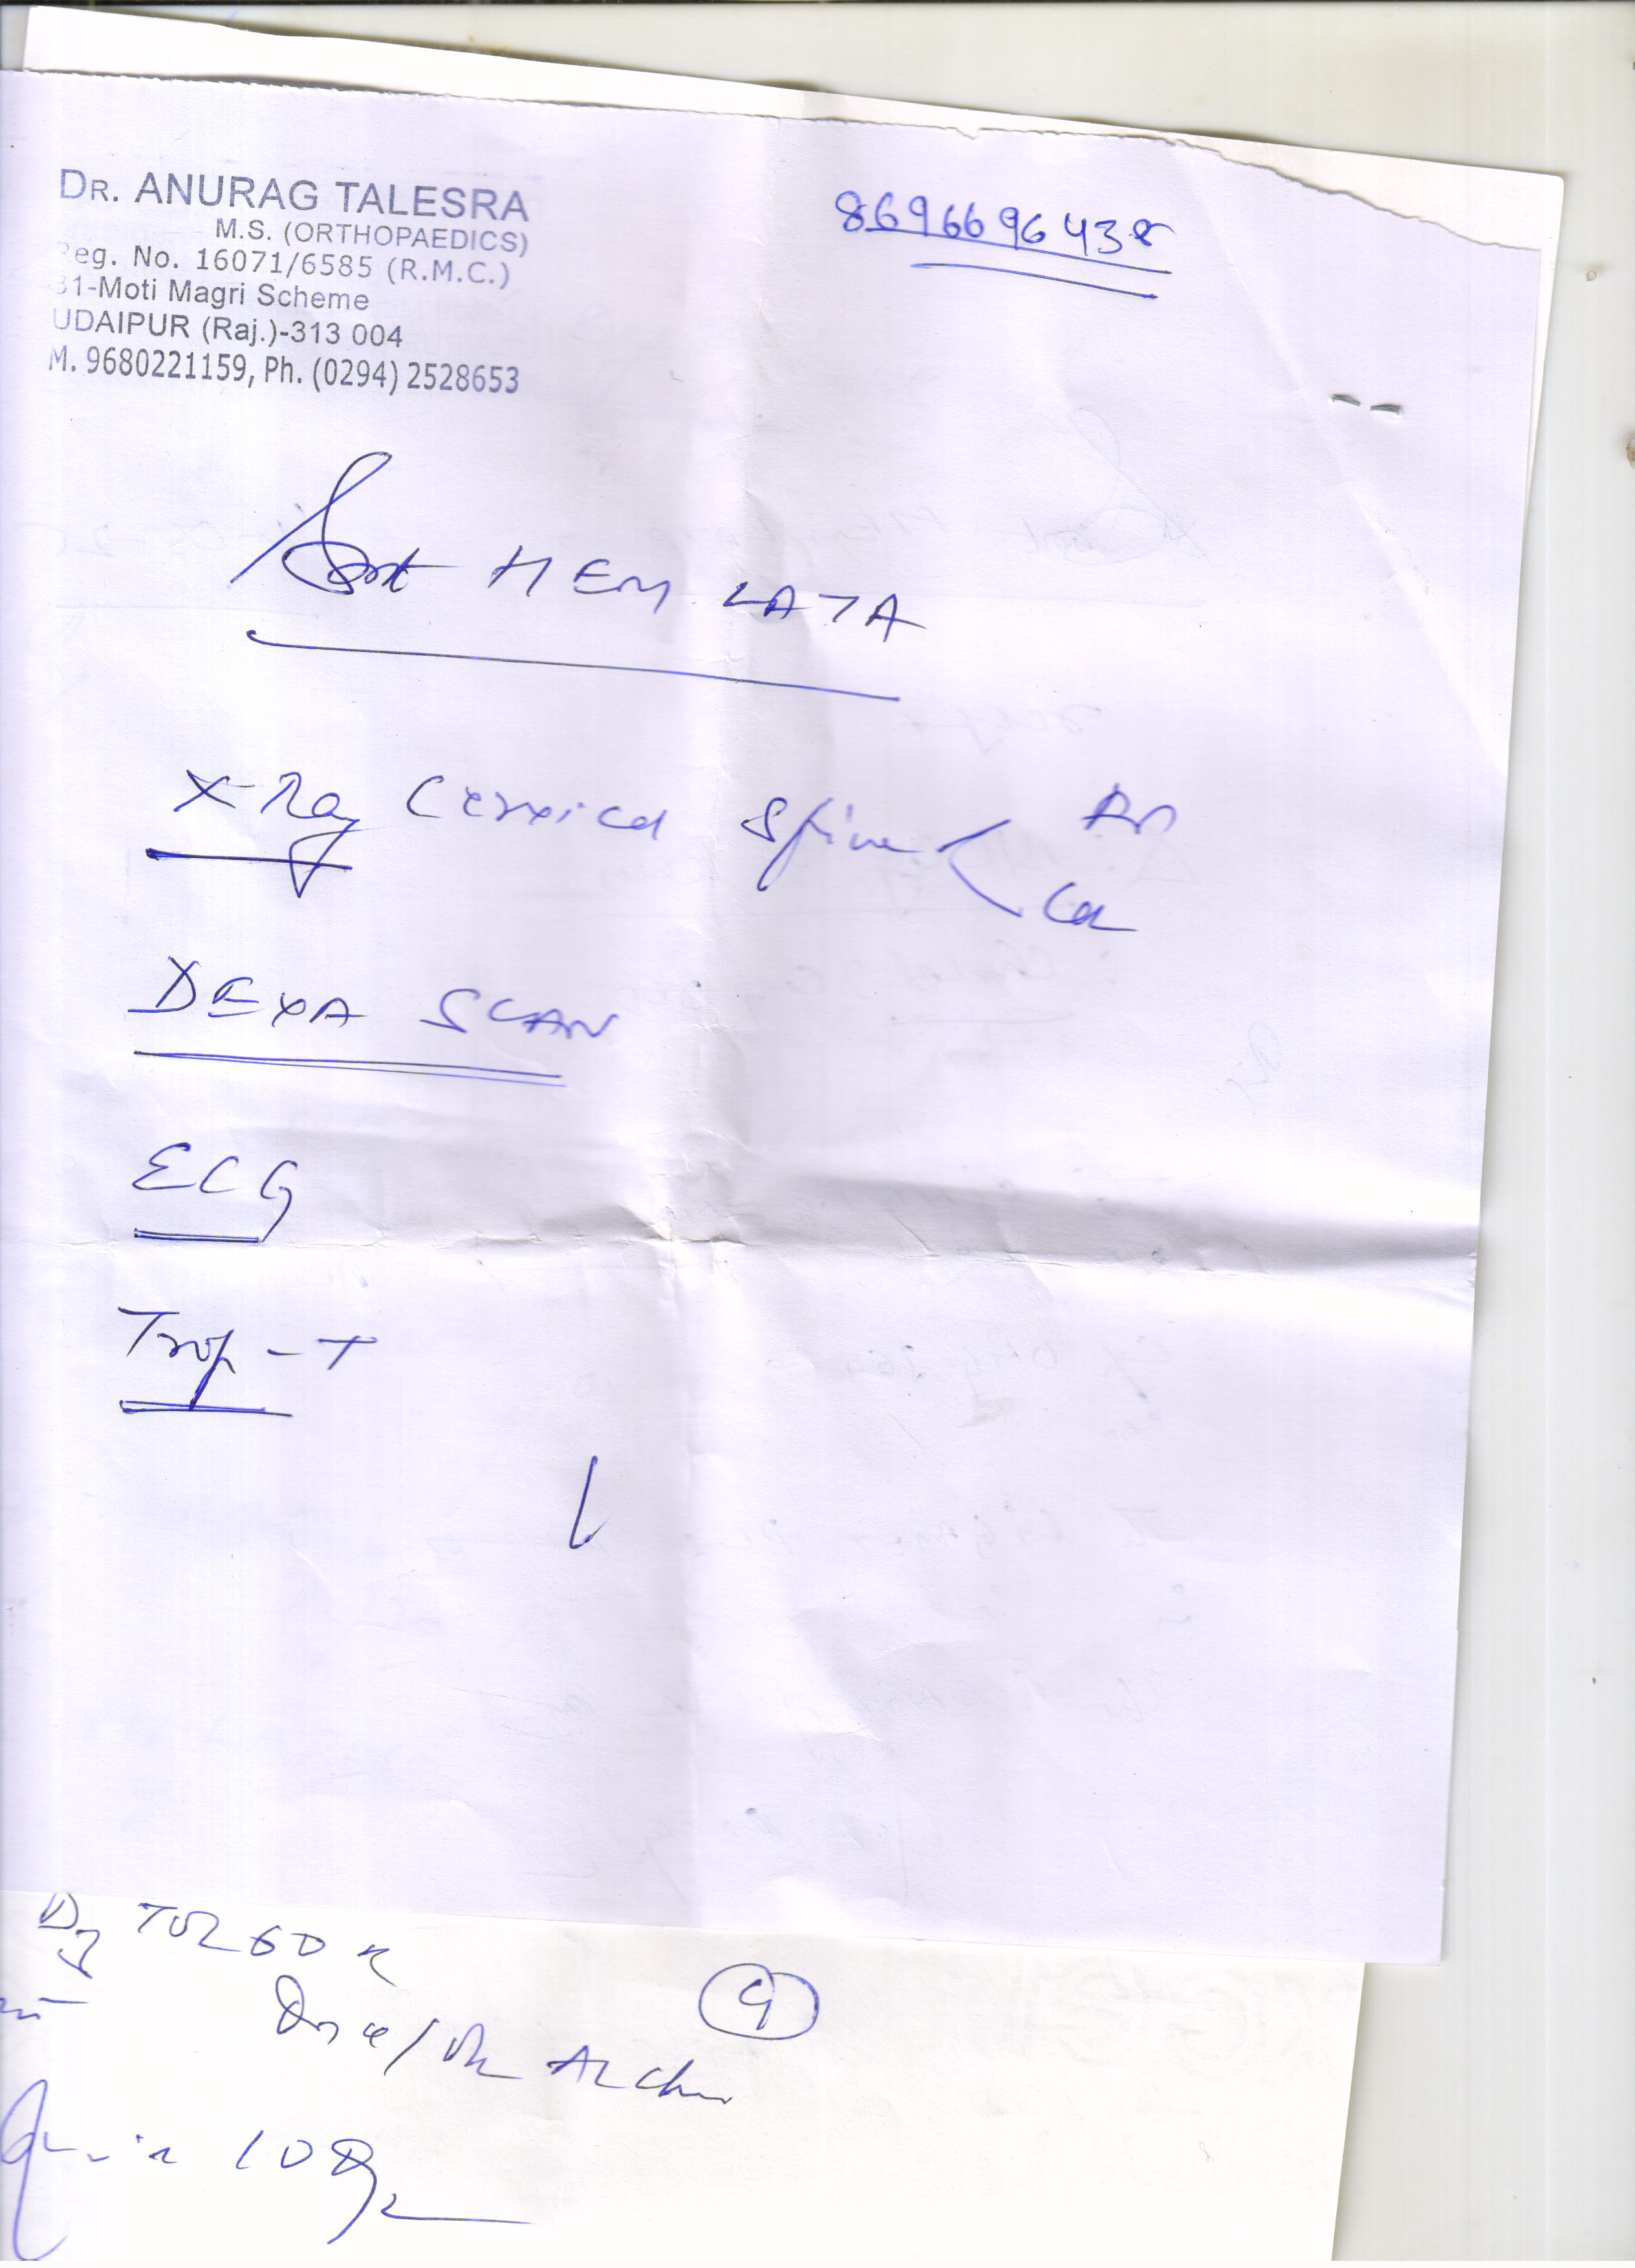 DR. ANURAG TALESRA
M.S. (ORTHOPAEDICS)
Reg. No. 16071/6585 (R.M.C.)
31-Moti Magri Scheme
UDAIPUR (Raj.)-313 004
M. 9680221159, Ph. (0294) 2528653
8696696438
Smt HEM LATA
X-Ray Cervical Spine < AP
Lat
DEXA SCAN
ECG
Trop-T
9